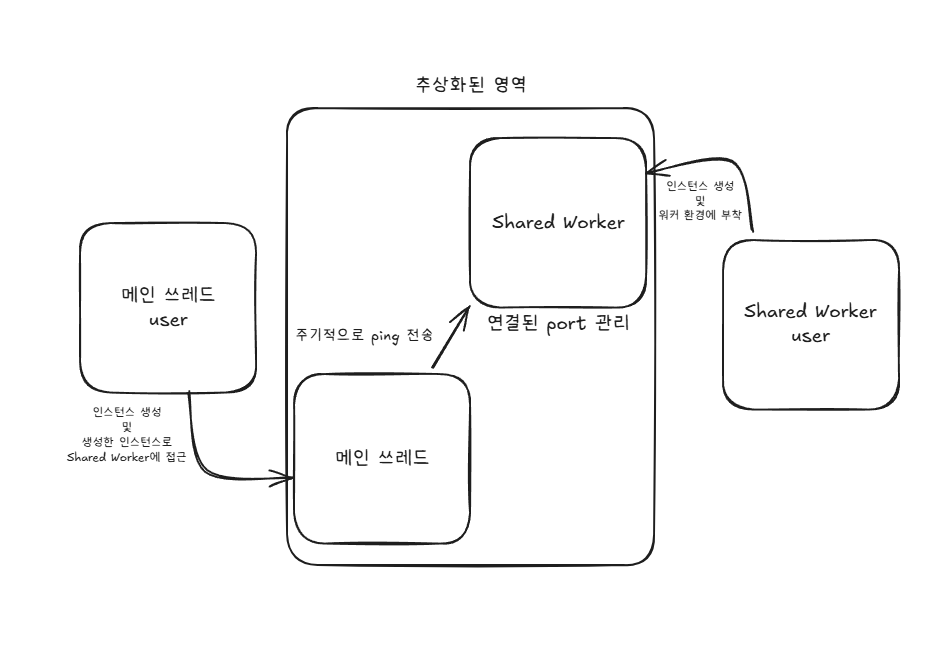 추상화된 영역
Shared Worker
인스턴스 생성
및
워커 환경에 부착
메인 쓰레드
user
Shared Worker
user
주기적으로 ping 전송
연결된 port 관리
인스턴스 생성
및
생성한 인스턴스로
Shared Worker에 접근
메인 쓰레드